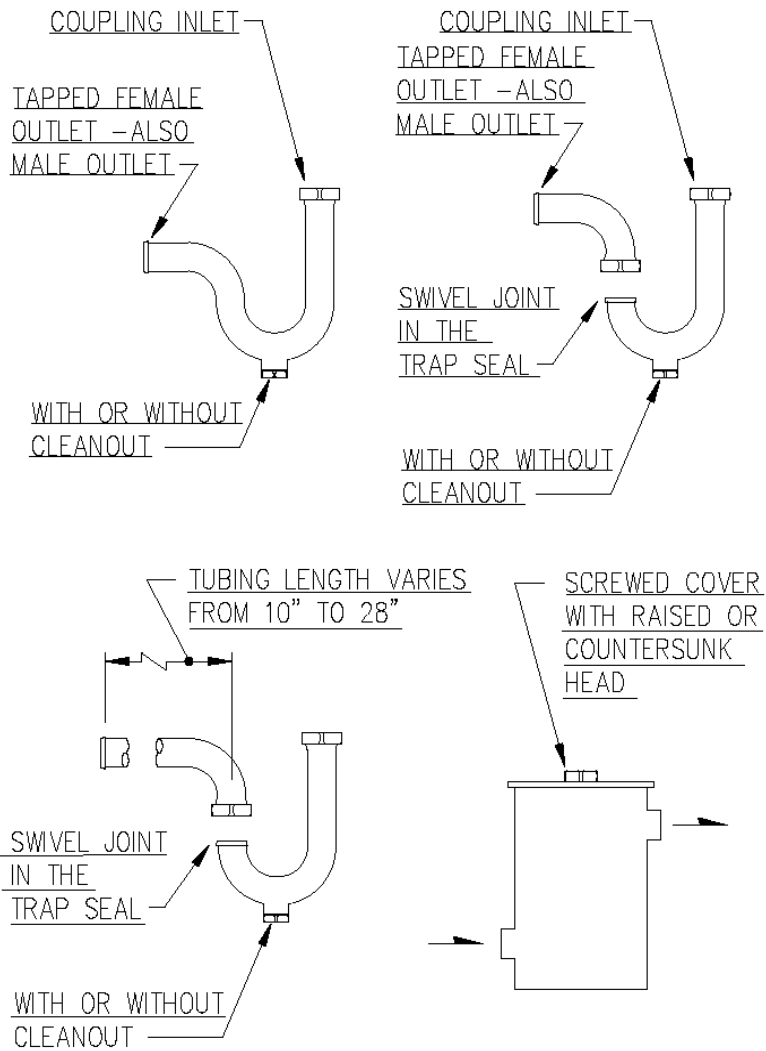 COUPLING INLET
TAPPED FEMALE
OUTLET -ALSO
MALE OUTLET
WITH OR WITHOUT
CLEANOUT
COUPLING INLET
TAPPED FEMALE
OUTLET -ALSO
MALE OUTLET
SWIVEL JOINT
IN THE
TRAP SEAL
WITH OR WITHOUT
CLEANOUT
TUBING LENGTH VARIES
FROM 10" TO 28"
SWIVEL JOINT
IN THE
TRAP SEAL
WITH OR WITHOUT
CLEANOUT
SCREWED COVER
WITH RAISED OR
COUNTERSUNK
HEAD